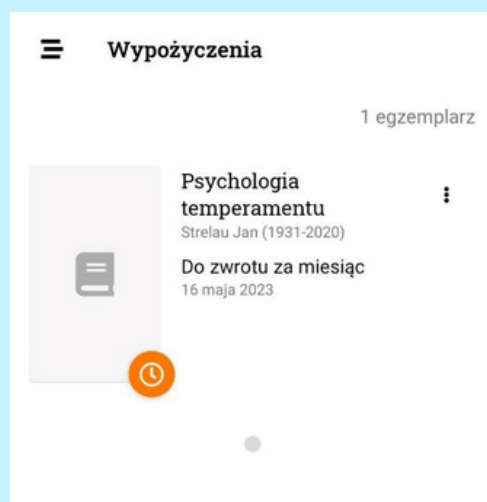 Wypożyczenia
1 egzemplarz
Psychologia
temperamentu
Strelau Jan (1931-2020)
Do zwrotu za miesiąc
16 maja 2023